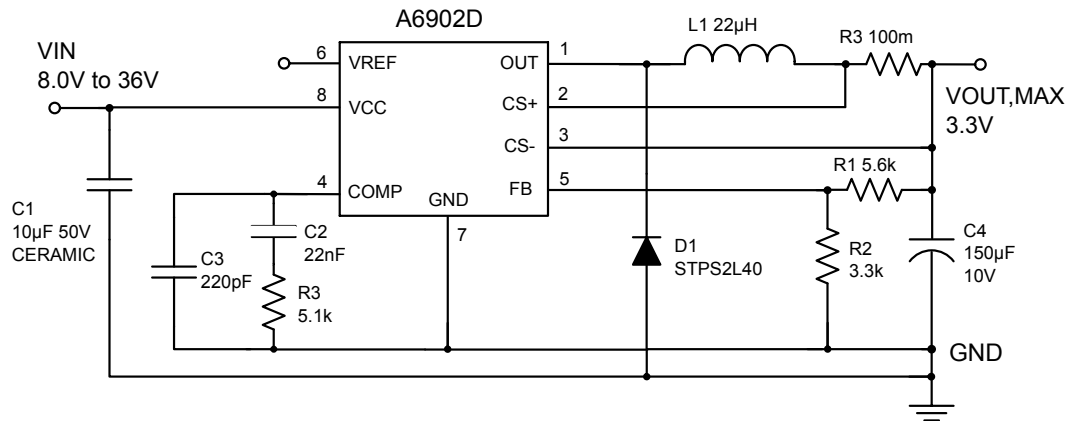 A6902D
L1 22µH
R3 100m
VIN
8.0V to 36V
6
VREF
OUT
1
8
VCC
CS+
2
VOUT,MAX
3.3V
CS-
3
R1 5.6k
4
COMP
FB
5
GND
7
C1
10µF 50V
CERAMIC
C2
22nF
C3
220pF
R3
5.1k
D1
STPS2L40
R2
3.3k
C4
150µF
10V
GND